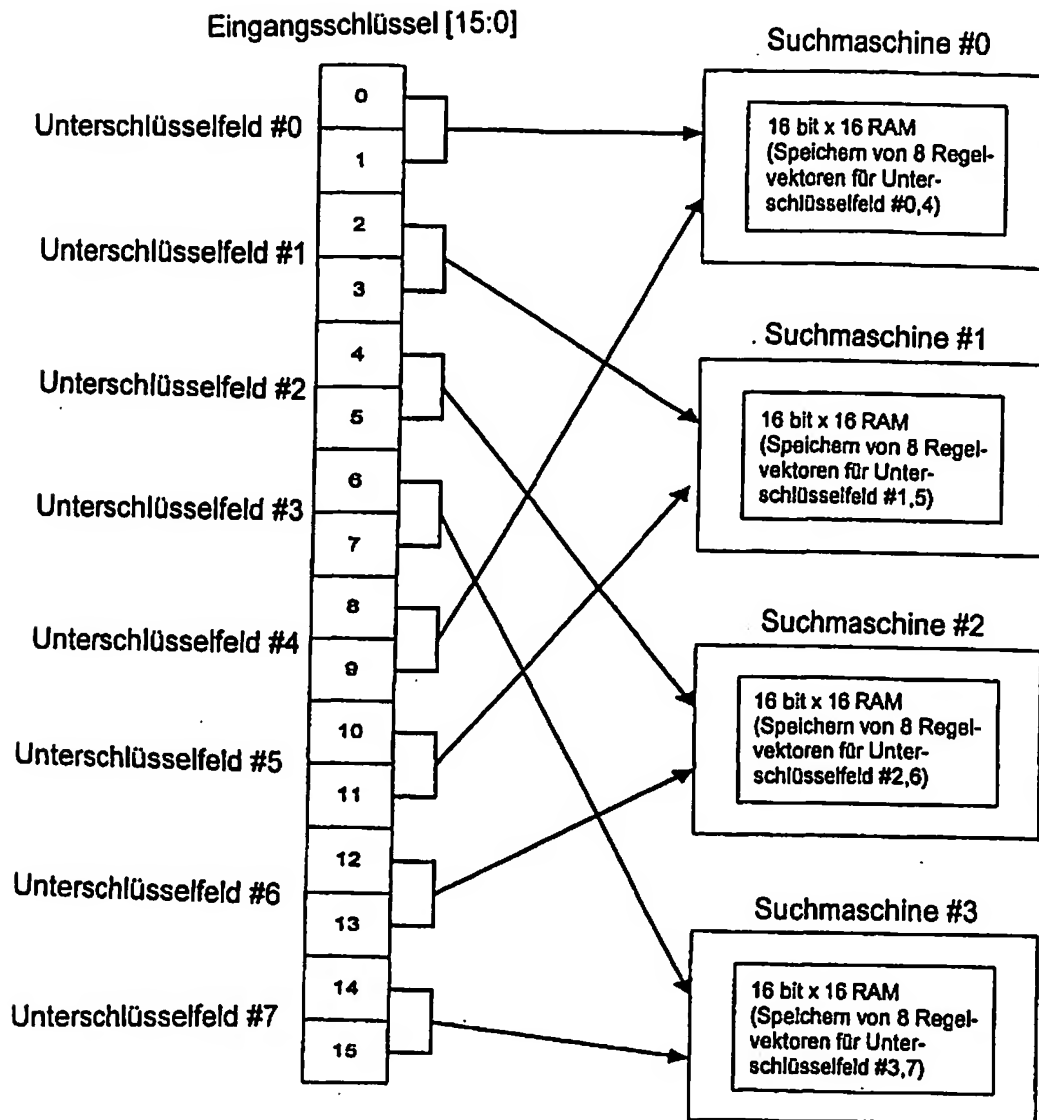 Eingangsschlüssel [15:0]
Unterschlüsselfeld #0
Unterschlüsselfeld #1
Unterschlüsselfeld #2
Unterschlüsselfeld #3
Unterschlüsselfeld #4
Unterschlüsselfeld #5
Unterschlüsselfeld #6
Unterschlüsselfeld #7
0
1
2
3
4
5
6
7
8
9
10
11
12
13
14
15
Suchmaschine #0
16 bit x 16 RAM
(Speichern von 8 Regel-
vektoren für Unter-
schlüsselfeld #0,4)
Suchmaschine #1
16 bit x 16 RAM
(Speichern von 8 Regel-
vektoren für Unter-
schlüsselfeld #1,5)
Suchmaschine #2
16 bit x 16 RAM
(Speichern von 8 Regel-
vektoren für Unter-
schlüsselfeld #2,6)
Suchmaschine #3
16 bit x 16 RAM
(Speichern von 8 Regel-
vektoren für Unter-
schlüsselfeld #3,7)